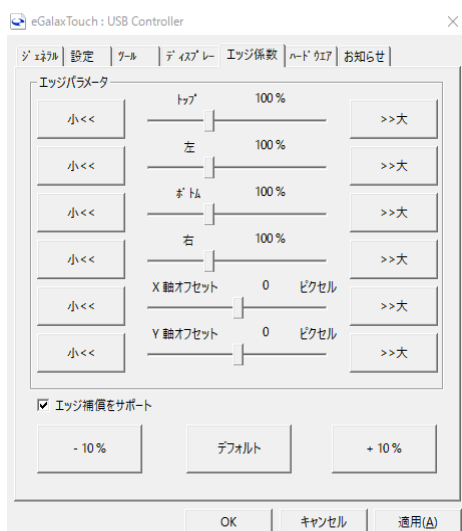 eGalaxTouch : USB Controller
ｼﾞｪﾈﾗﾙ 設定 ﾂｰﾙ ﾃﾞｨｽﾌﾟﾚｰ エッジ係数 ﾊｰﾄﾞｳｴｱ お知らせ
エッジパラメータ
小<< ﾄｯﾌﾟ 100 % >>大
小<< 左 100 % >>大
小<< ﾎﾞﾄﾑ 100 % >>大
小<< 右 100 % >>大
小<< X 軸オフセット 0 ピクセル >>大
小<< Y 軸オフセット 0 ピクセル >>大
エッジ補償をサポート
- 10 % デフォルト + 10 %
OK キャンセル 適用(A)